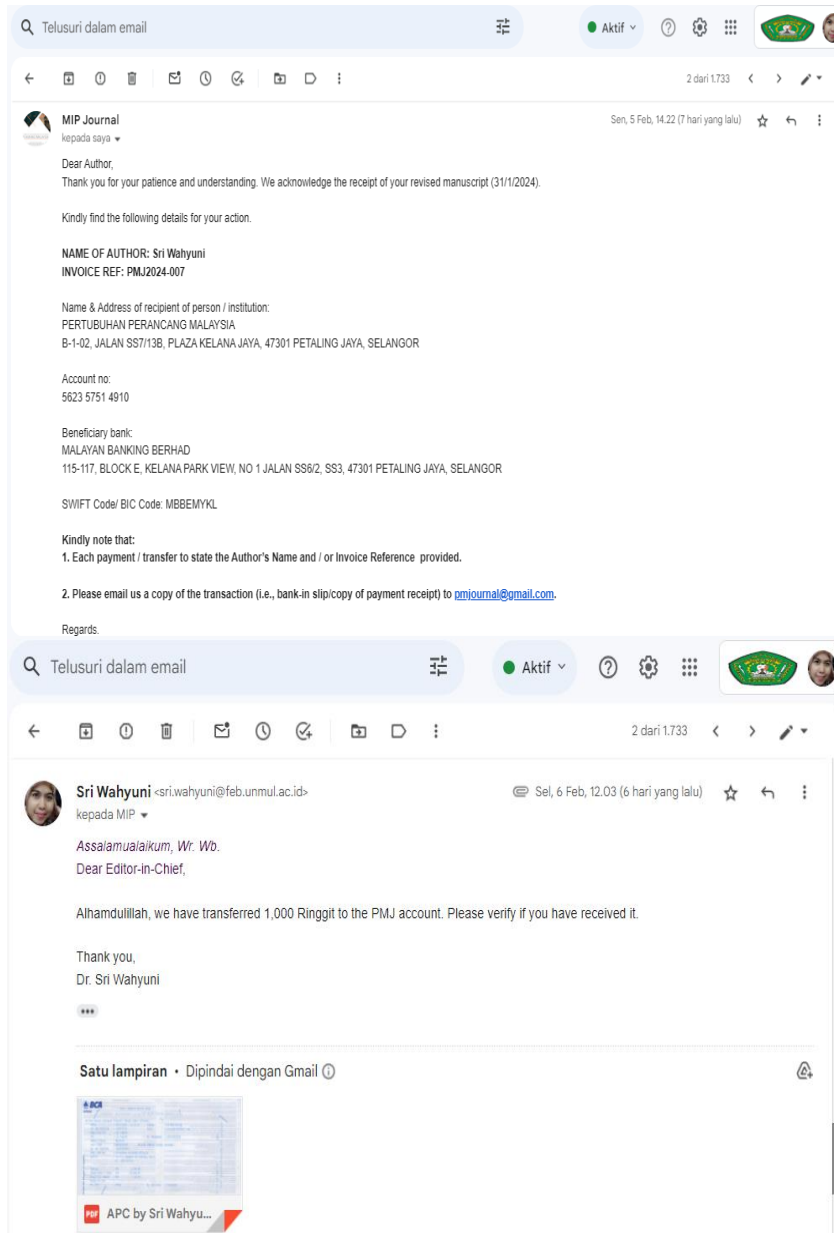 Telusuri dalam email
Aktif
2 dari 1.733
MIP Journal
Sen, 5 Feb, 14.22 (7 hari yang lalu)
kepada saya
Dear Author,
Thank you for your patience and understanding. We acknowledge the receipt of your revised manuscript (31/1/2024).
Kindly find the following details for your action.
NAME OF AUTHOR: Sri Wahyuni
INVOICE REF: PMJ2024-007
Name & Address of recipient of person / institution:
PERTUBUHAN PERANCANG MALAYSIA
B-1-02, JALAN SS7/13B, PLAZA KELANA JAYA, 47301 PETALING JAYA, SELANGOR
Account no:
5623 5751 4910
Beneficiary bank:
MALAYAN BANKING BERHAD
115-117, BLOCK E, KELANA PARK VIEW, NO 1 JALAN SS6/2, SS3, 47301 PETALING JAYA, SELANGOR
SWIFT Code/ BIC Code: MBBEMYKL
Kindly note that:
1. Each payment / transfer to state the Author's Name and / or Invoice Reference provided.
2. Please email us a copy of the transaction (i.e., bank-in slip/copy of payment receipt) to pmjournal@gmail.com.
Regards.
Telusuri dalam email
Aktif
2 dari 1.733
Sri Wahyuni <sri.wahyuni@feb.unmul.ac.id>
Sel, 6 Feb, 12.03 (6 hari yang lalu)
kepada MIP
Assalamualaikum, Wr. Wb.
Dear Editor-in-Chief,
Alhamdulillah, we have transferred 1,000 Ringgit to the PMJ account. Please verify if you have received it.
Thank you,
Dr. Sri Wahyuni
Satu lampiran • Dipindai dengan Gmail
BCA
PDF APC by Sri Wahyu...